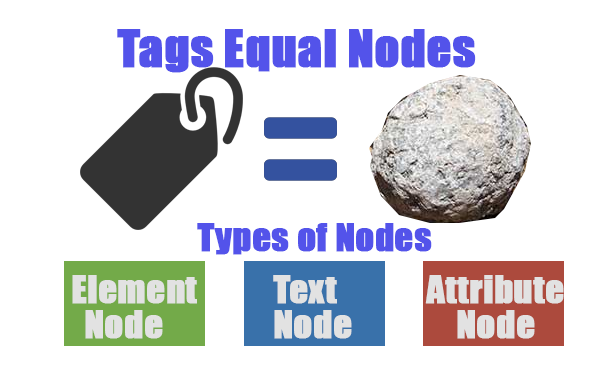 Tags Equal Nodes
Types of Nodes
Element
Node
Text
Node
Attribute
Node